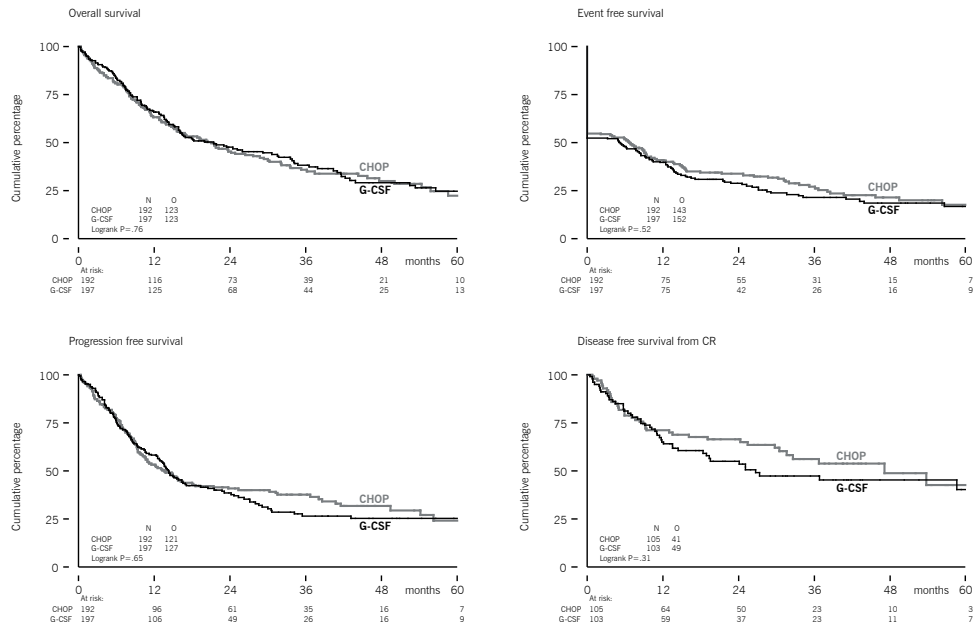 Overall survival
Cumulative percentage
100
75
50
25
0
CHOP
G-CSF
N O
CHOP 192 123
G-CSF 197 123
Logrank P=.76
0 12 24 36 48 months 60
At risk:
CHOP 192 116 73 39 21 10
G-CSF 197 125 68 44 25 13
Event free survival
Cumulative percentage
100
75
50
25
0
CHOP
G-CSF
N O
CHOP 192 143
G-CSF 197 152
Logrank P=.52
0 12 24 36 48 months 60
At risk:
CHOP 192 75 55 31 15 7
G-CSF 197 75 42 26 16 9
Progression free survival
Cumulative percentage
100
75
50
25
0
CHOP
G-CSF
N O
CHOP 192 121
G-CSF 197 127
Logrank P=.65
0 12 24 36 48 months 60
At risk:
CHOP 192 96 61 35 16 7
G-CSF 197 106 49 26 16 9
Disease free survival from CR
Cumulative percentage
100
75
50
25
0
CHOP
G-CSF
N O
CHOP 105 41
G-CSF 103 49
Logrank P=.31
0 12 24 36 48 months 60
At risk:
CHOP 105 64 50 23 10 3
G-CSF 103 59 37 23 11 7